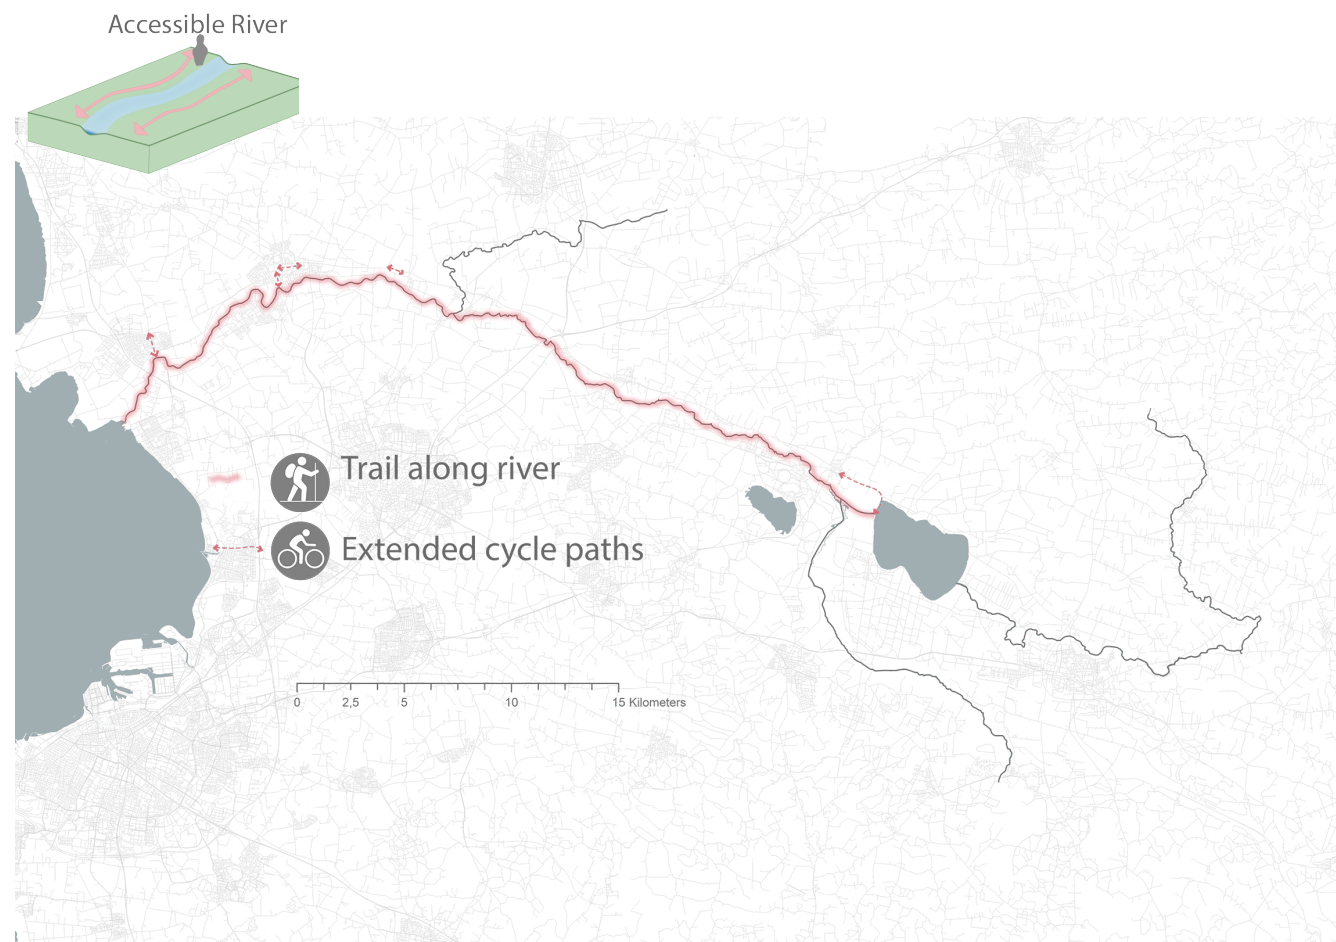 Accessible River
Trail along river
Extended cycle paths
0 2,5 5 10 15 Kilometers